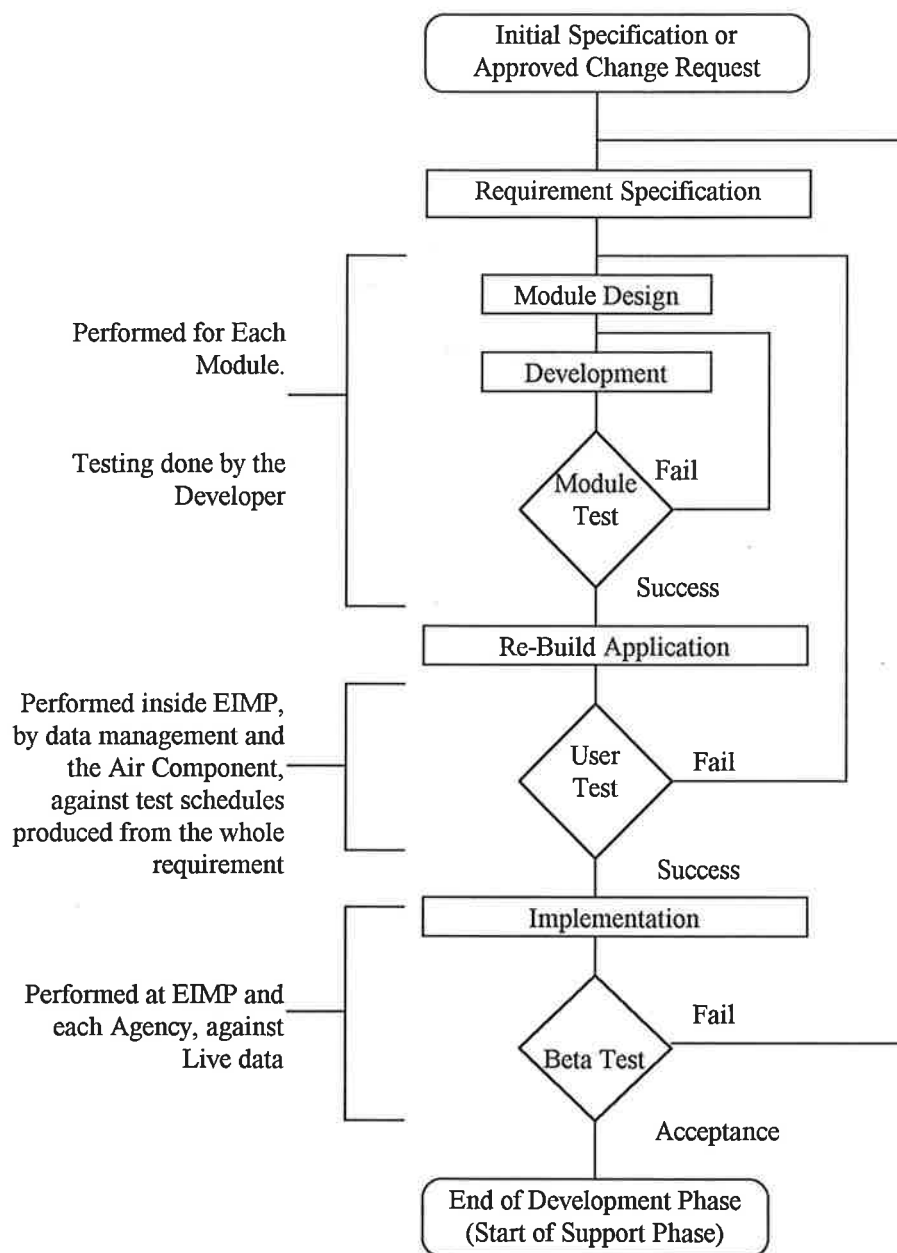 Initial Specification or
Approved Change Request
Requirement Specification
Module Design
Performed for Each
Module.
Development
Testing done by the
Developer
Fail
Module
Test
Success
Re-Build Application
Performed inside EIMP,
by data management and
the Air Component,
against test schedules
produced from the whole
requirement
User
Test
Fail
Success
Implementation
Performed at EIMP and
each Agency, against
Live data
Fail
Beta Test
Acceptance
End of Development Phase
(Start of Support Phase)